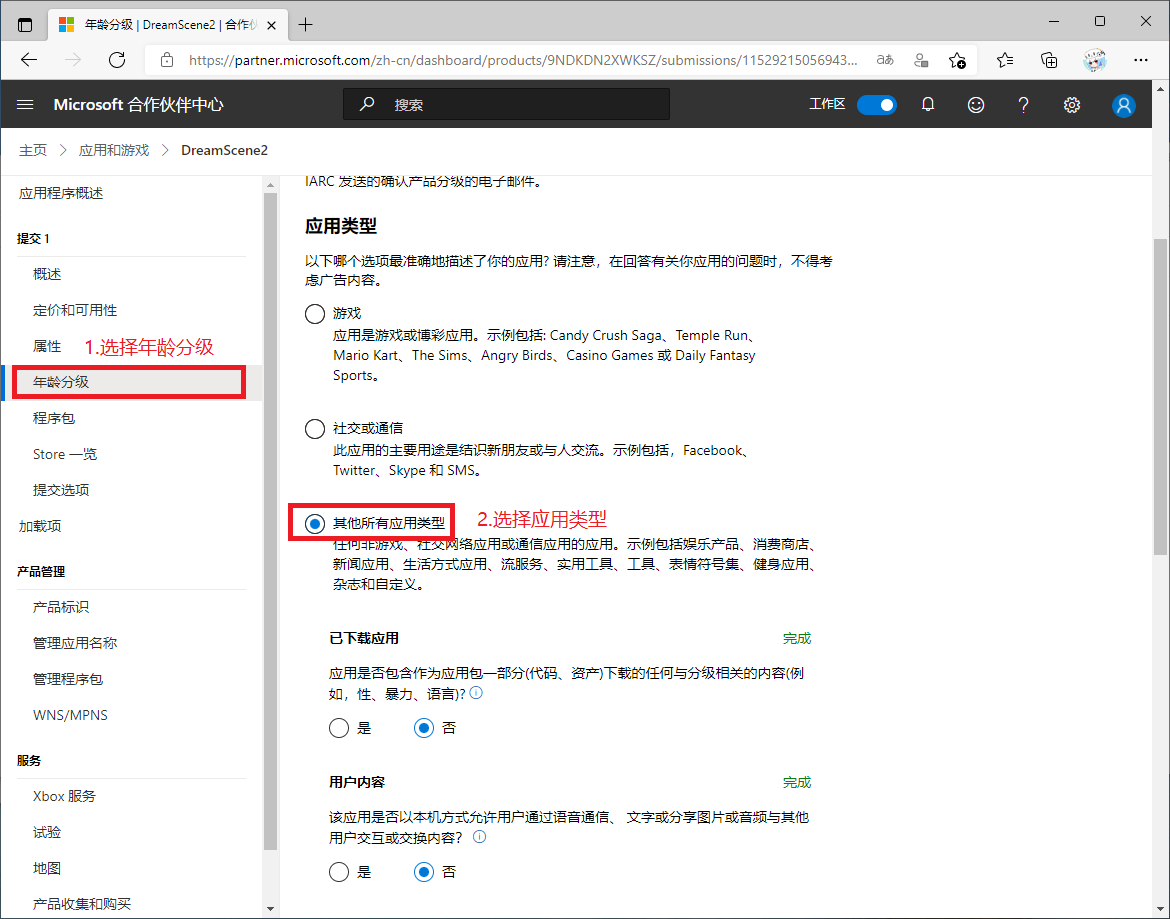 年龄分级 | DreamScene2 | 合作伙
https://partner.microsoft.com/zh-cn/dashboard/products/9NDKDN2XWKSZ/submissions/11529215056943...
Microsoft 合作伙伴中心
搜索
工作区
主页 > 应用和游戏 > DreamScene2
应用程序概述
提交 1
概述
定价和可用性
属性
1.选择年龄分级
年龄分级
程序包
Store 一览
提交选项
加载项
产品管理
产品标识
管理应用名称
管理程序包
WNS/MPNS
服务
Xbox 服务
试验
地图
产品收集和购买
IARC 发送的确认产品分级的电子邮件。
应用类型
以下哪个选项最准确地描述了你的应用? 请注意，在回答有关你应用的问题时，不得考
虑广告内容。
游戏
应用是游戏或博彩应用。示例包括: Candy Crush Saga、Temple Run、
Mario Kart、The Sims、Angry Birds、Casino Games 或 Daily Fantasy
Sports。
社交或通信
此应用的主要用途是结识新朋友或与人交流。示例包括，Facebook、
Twitter、Skype 和 SMS。
其他所有应用类型
2.选择应用类型
任何非游戏、社交网络应用或通信应用的应用。示例包括娱乐产品、消费商店、
新闻应用、生活方式应用、流服务、实用工具、工具、表情符号集、健身应用、
杂志和自定义。
已下载应用 完成
应用是否包含作为应用包一部分(代码、资产)下载的任何与分级相关的内容(例
如，性、暴力、语言)?
是 否
用户内容 完成
该应用是否以本机方式允许用户通过语音通信、 文字或分享图片或音频与其他
用户交互或交换内容?
是 否